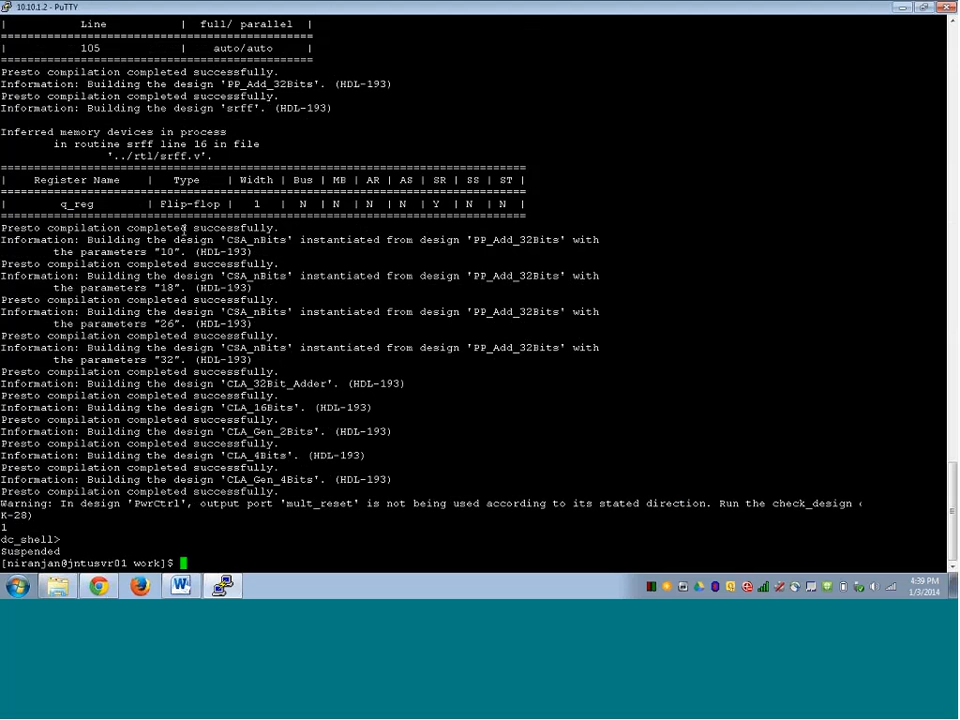 10.10.1.2 - PuTTY
| Line | full/ parallel |
===============================================
| 105 | auto/auto |
===============================================
Presto compilation completed successfully.
Information: Building the design 'PP_Add_32Bits'. (HDL-193)
Presto compilation completed successfully.
Information: Building the design 'srff'. (HDL-193)
Inferred memory devices in process
in routine srff line 16 in file
'../rtl/srff.v'.
===============================================================================
| Register Name | Type | Width | Bus | MB | AR | AS | SR | SS | ST |
===============================================================================
| q_reg | Flip-flop | 1 | N | N | N | N | Y | N | N |
===============================================================================
Presto compilation completed successfully.
Information: Building the design 'CSA_nBits' instantiated from design 'PP_Add_32Bits' with
the parameters "10". (HDL-193)
Presto compilation completed successfully.
Information: Building the design 'CSA_nBits' instantiated from design 'PP_Add_32Bits' with
the parameters "18". (HDL-193)
Presto compilation completed successfully.
Information: Building the design 'CSA_nBits' instantiated from design 'PP_Add_32Bits' with
the parameters "26". (HDL-193)
Presto compilation completed successfully.
Information: Building the design 'CSA_nBits' instantiated from design 'PP_Add_32Bits' with
the parameters "32". (HDL-193)
Presto compilation completed successfully.
Information: Building the design 'CLA_32Bit_Adder'. (HDL-193)
Presto compilation completed successfully.
Information: Building the design 'CLA_16Bits'. (HDL-193)
Presto compilation completed successfully.
Information: Building the design 'CLA_Gen_2Bits'. (HDL-193)
Presto compilation completed successfully.
Information: Building the design 'CLA_4Bits'. (HDL-193)
Presto compilation completed successfully.
Information: Building the design 'CLA_Gen_4Bits'. (HDL-193)
Presto compilation completed successfully.
Warning: In design 'PwrCtrl', output port 'mult_reset' is not being used according to its stated direction. Run the check_design
K-28)
1
dc_shell>
Suspended
[niranjan@jntusvr01 work]$
4:39 PM
1/3/2014